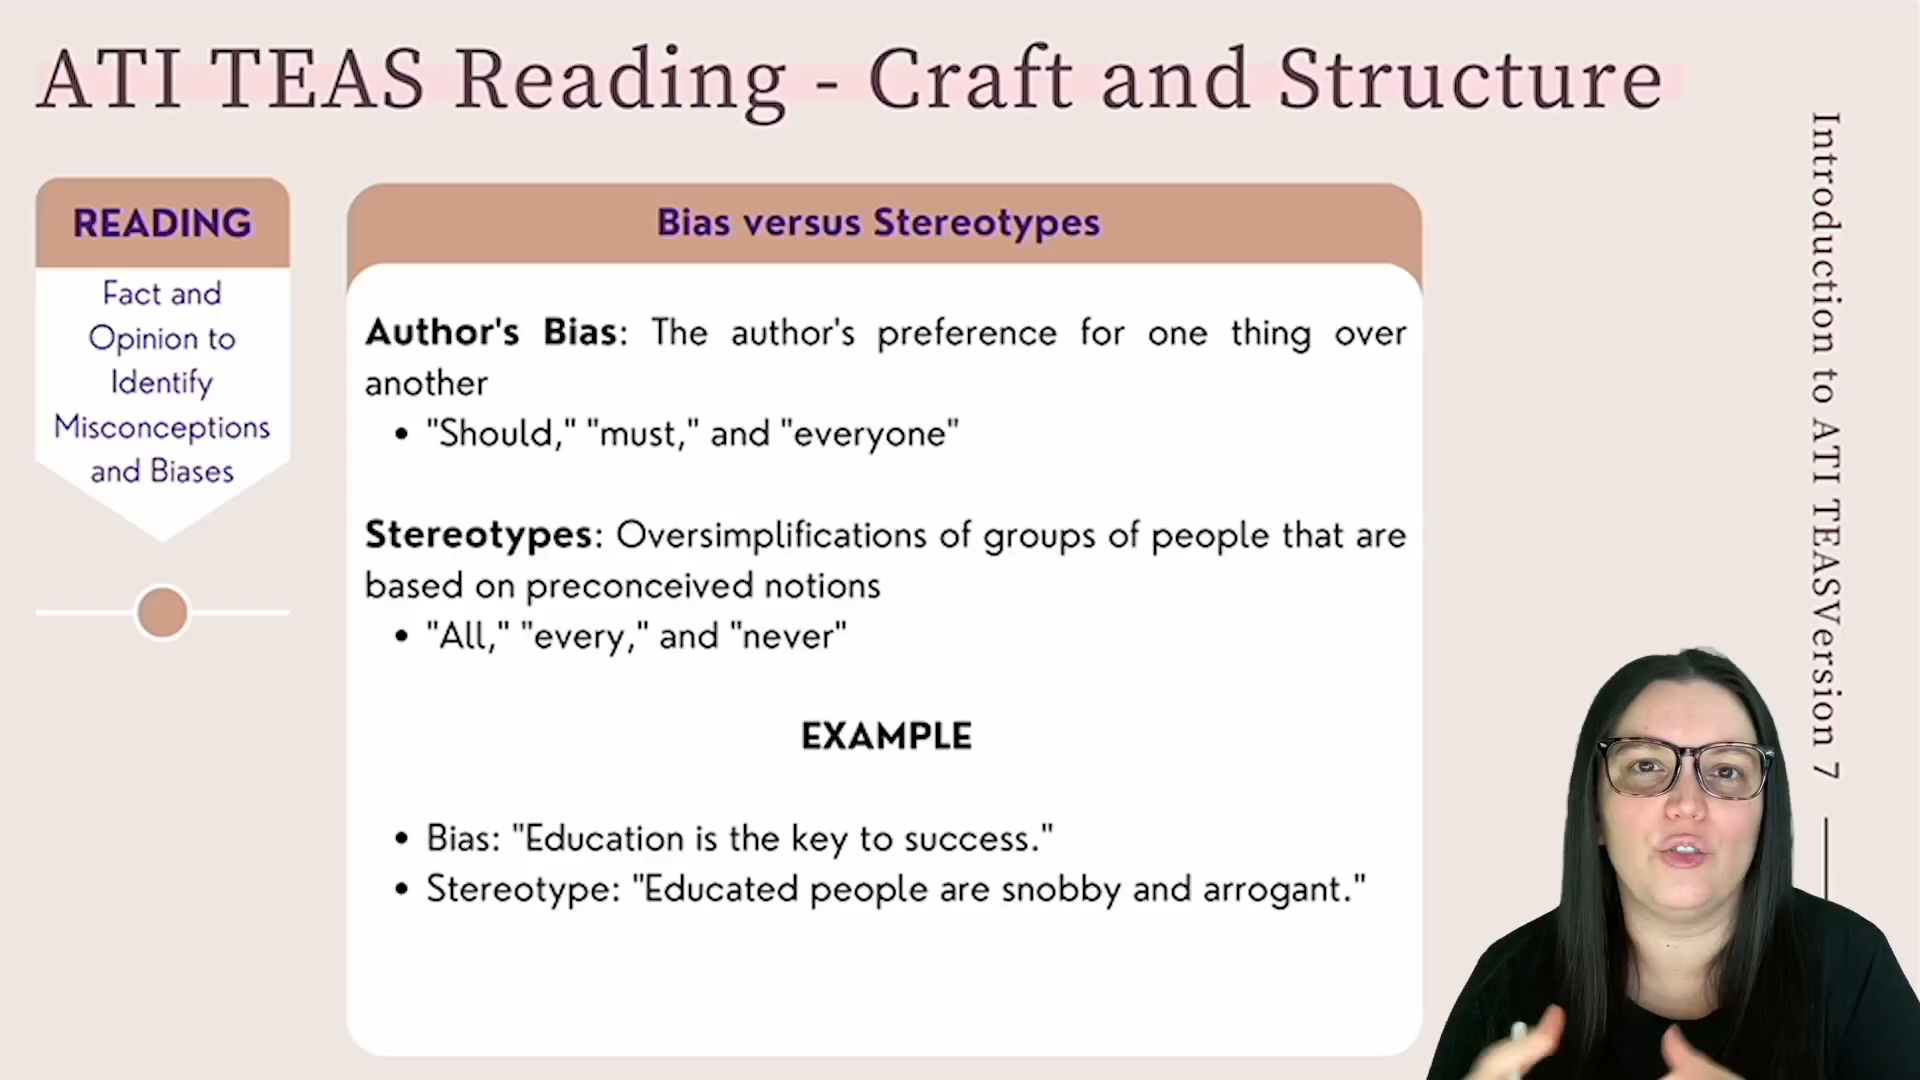 ATI TEAS Reading - Craft and Structure
READING
Fact and
Opinion to
Identify
Misconceptions
and Biases
Bias versus Stereotypes
Author's Bias: The author's preference for one thing over
another
• "Should," "must," and "everyone"
Stereotypes: Oversimplifications of groups of people that are
based on preconceived notions
• "All," "every," and "never"
EXAMPLE
• Bias: "Education is the key to success."
• Stereotype: "Educated people are snobby and arrogant."
Introduction to ATI TEASVersion 7